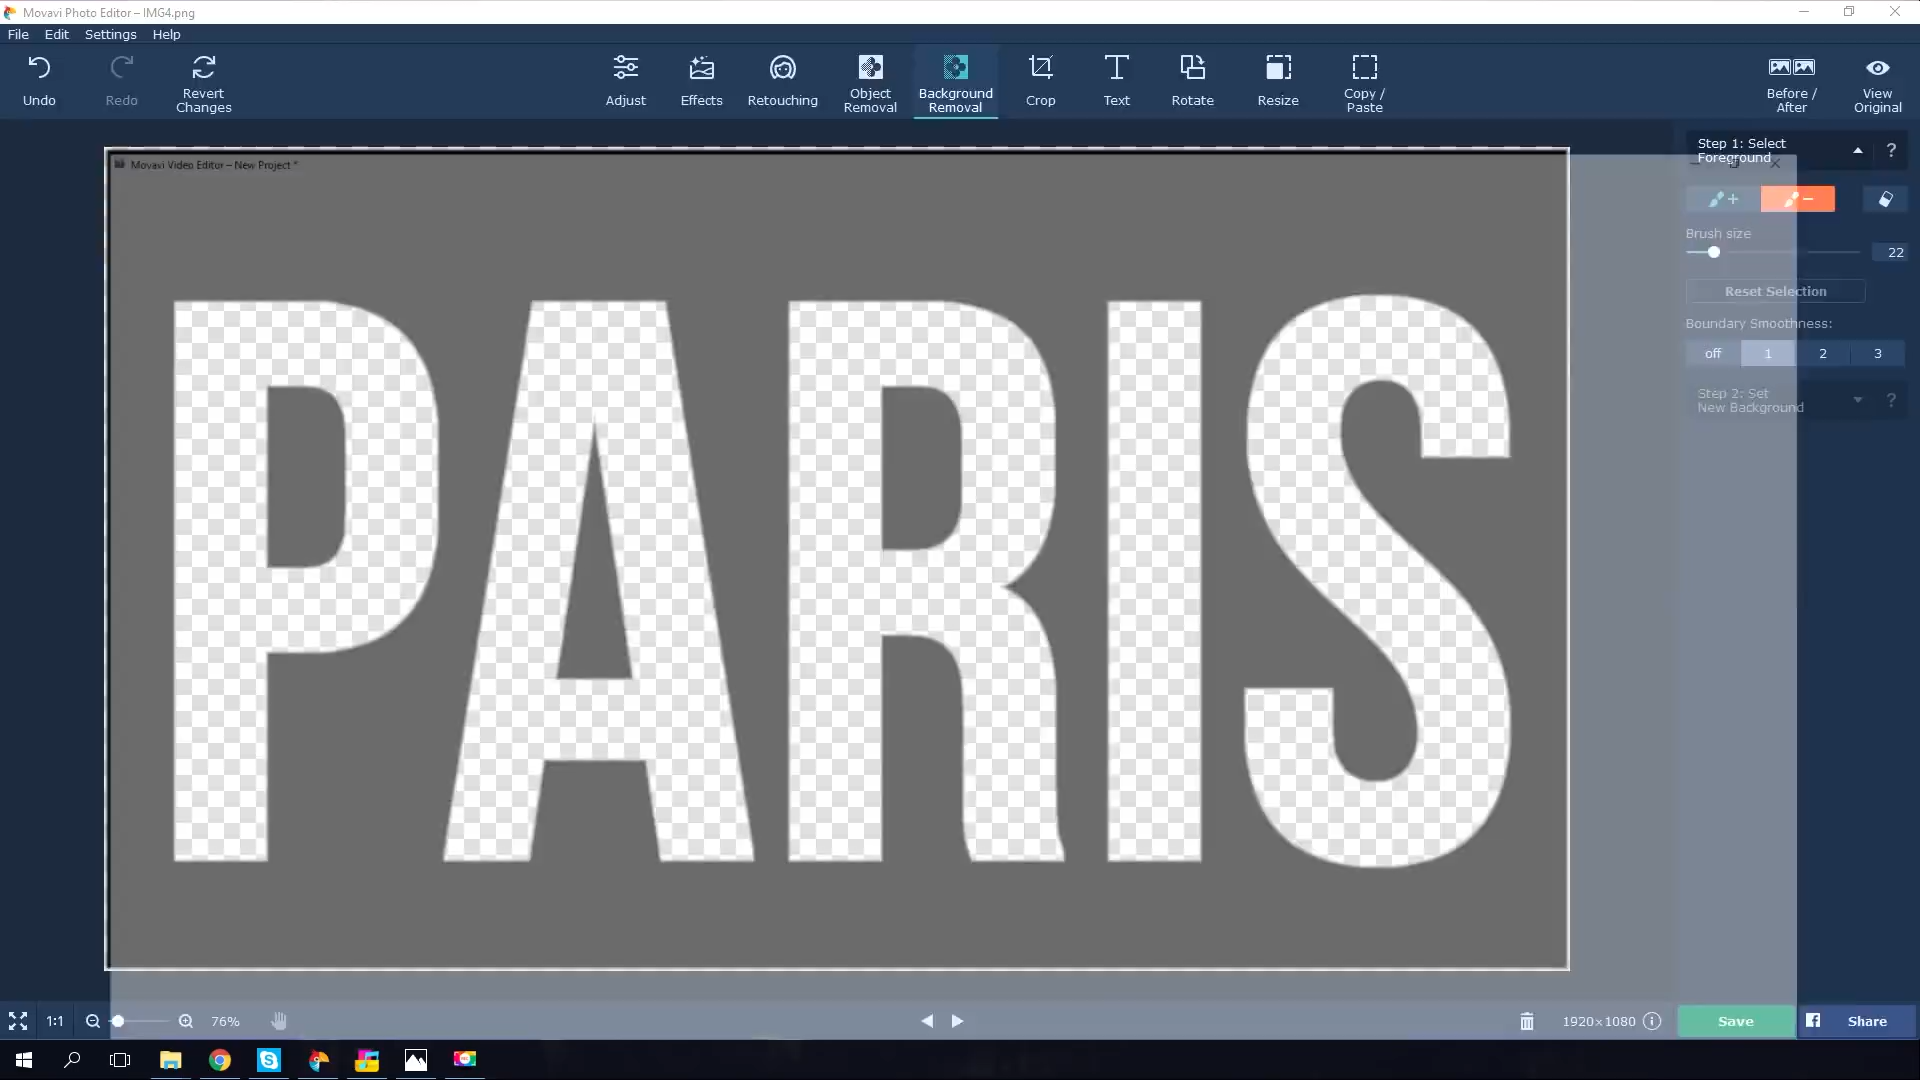 Movavi Photo Editor – IMG4.png
File Edit Settings Help
Undo Redo Revert Changes Adjust Effects Retouching Object Removal Background Removal Crop Text Rotate Resize Copy / Paste Before / After View Original
Movavi Video Editor – New Project *
PARIS
Step 1: Select
Foreground
?
Brush size
22
Reset Selection
Boundary Smoothness:
off 1 2 3
Step 2: Set
New Background
?
1:1 76% 1920×1080 Save Share